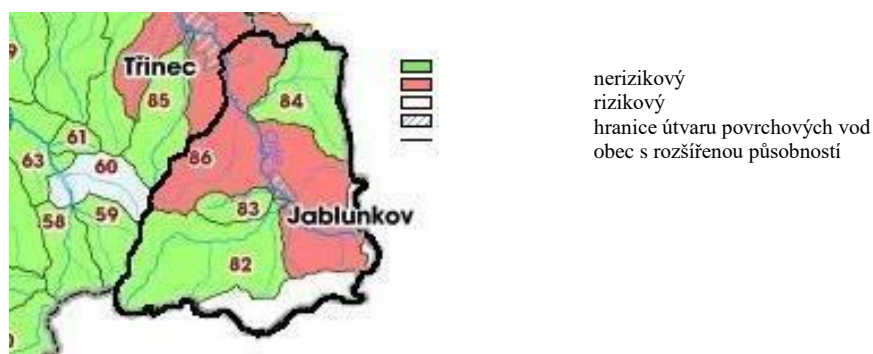 Třinec
85
84
61
63
60
86
58
59
83
Jablunkov
82
nerizikový
rizikový
hranice útvaru povrchových vod
obec s rozšířenou působností